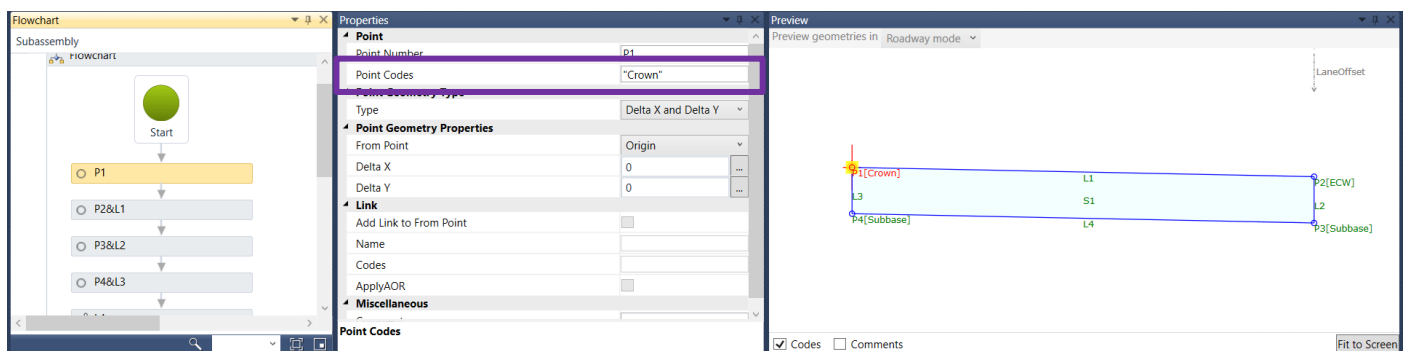 Flowchart
Subassembly
Flowchart
Start
P1
P2&L1
P3&L2
P4&L3
Properties
Point
Point Number P1
Point Codes "Crown"
Point Geometry Type
Type Delta X and Delta Y
Point Geometry Properties
From Point Origin
Delta X 0 ...
Delta Y 0 ...
Link
Add Link to From Point
Name
Codes
ApplyAOR
Miscellaneous
Point Codes
Preview
Preview geometries in Roadway mode
LaneOffset
P1[Crown]
L1
P2[ECW]
L3
S1
L2
P4[Subbase]
L4
P3[Subbase]
Codes Comments
Fit to Screen